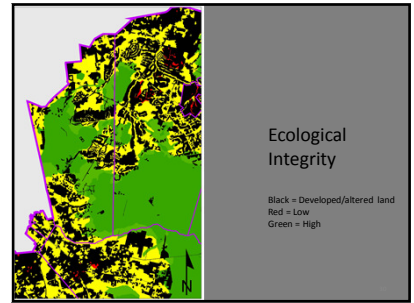 Ecological
Integrity
Black = Developed/altered land
Red = Low
Green = High
N